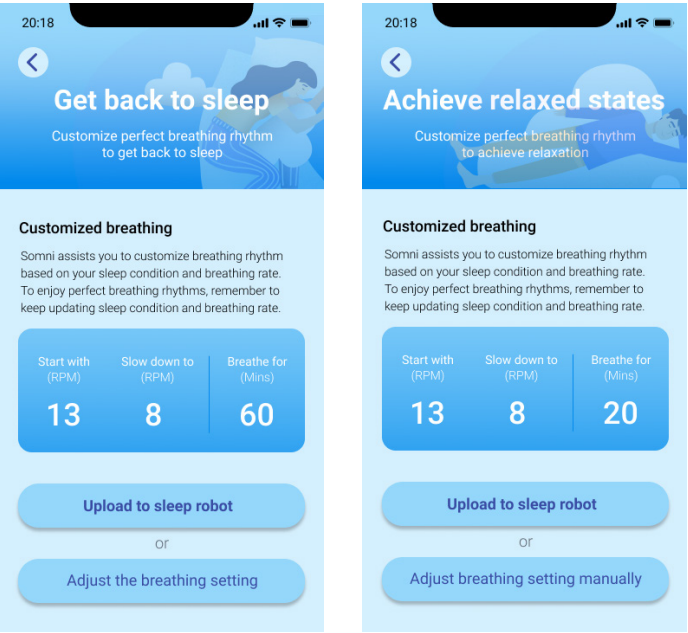 20:18
Get back to sleep
Customize perfect breathing rhythm
to get back to sleep
Customized breathing
Somni assists you to customize breathing rhythm
based on your sleep condition and breathing rate.
To enjoy perfect breathing rhythms, remember to
keep updating sleep condition and breathing rate.
Start with Slow down to Breathe for
(RPM) (RPM) (Mins)
13 8 60
Upload to sleep robot
or
Adjust the breathing setting
20:18
Achieve relaxed states
Customize perfect breathing rhythm
to achieve relaxation
Customized breathing
Somni assists you to customize breathing rhythm
based on your sleep condition and breathing rate.
To enjoy perfect breathing rhythms, remember to
keep updating sleep condition and breathing rate.
Start with Slow down to Breathe for
(RPM) (RPM) (Mins)
13 8 20
Upload to sleep robot
or
Adjust breathing setting manually